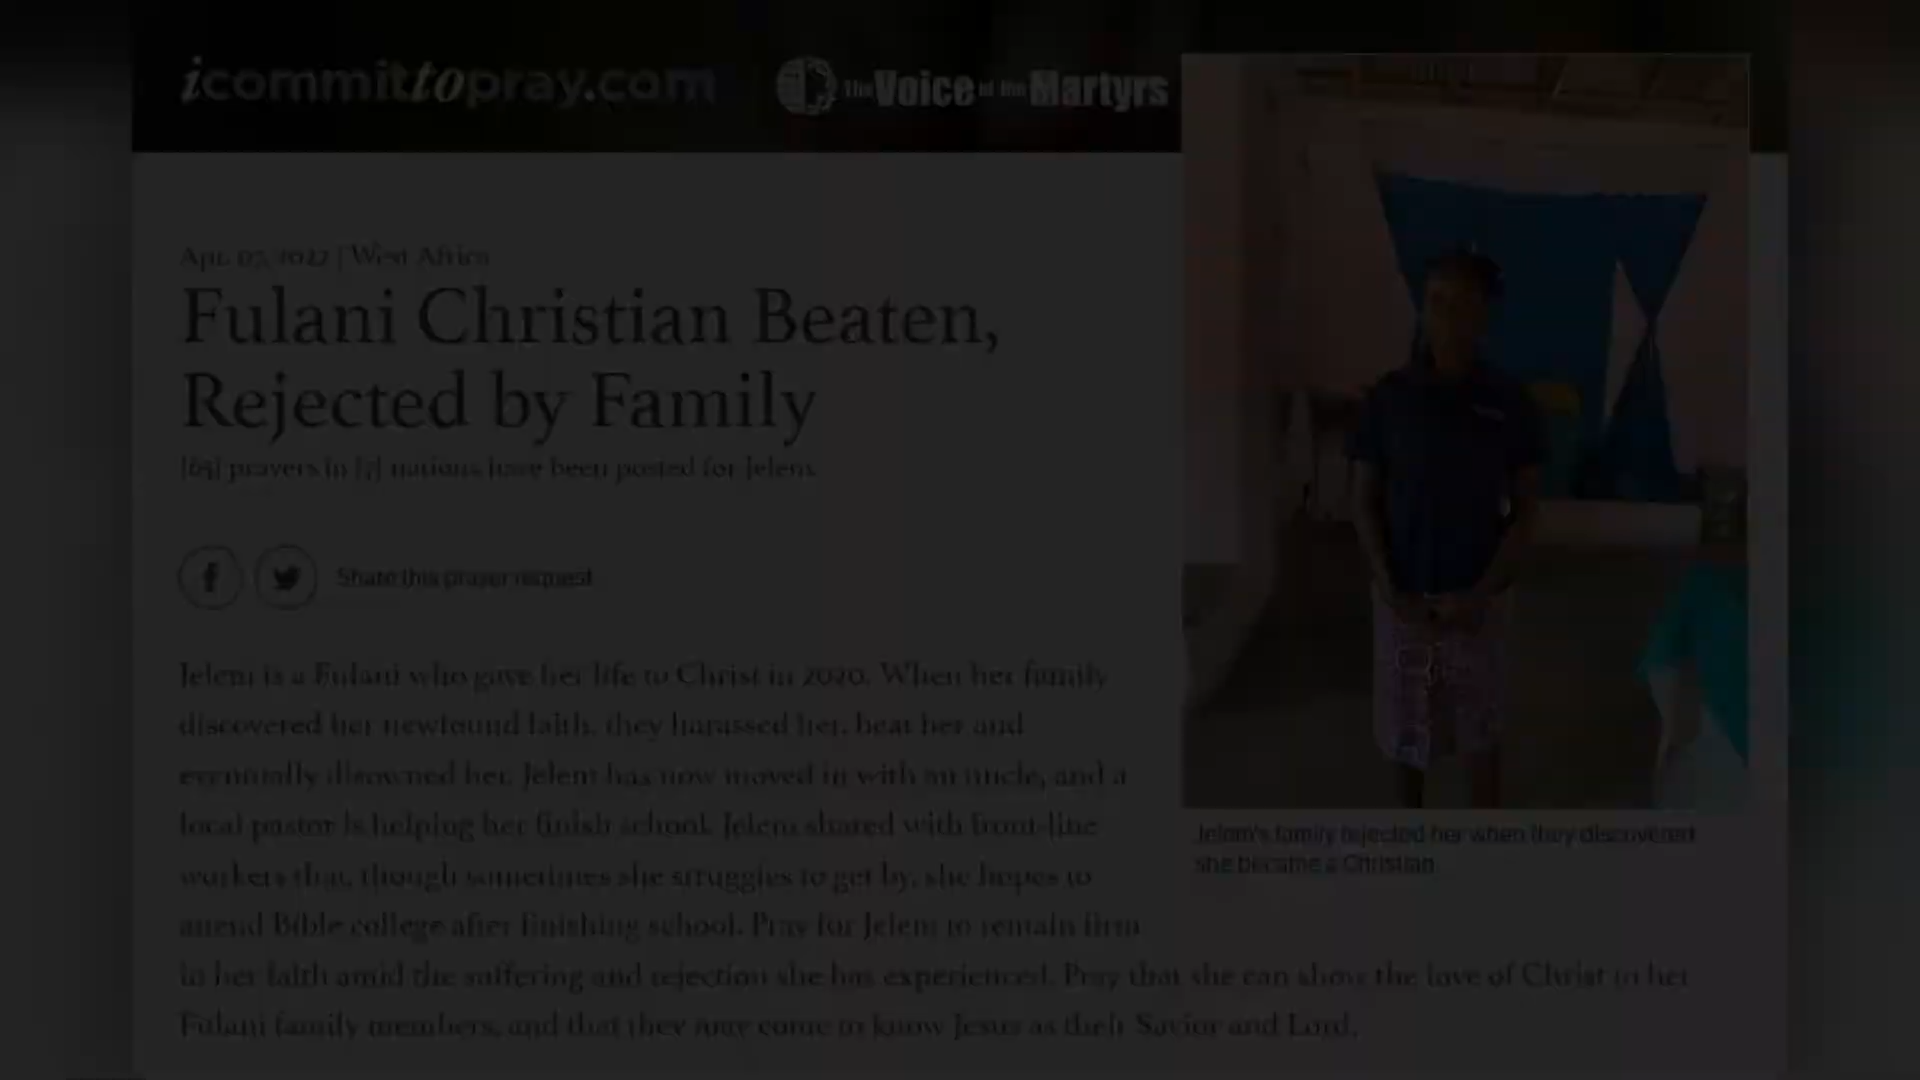 icommittopray.com
The Voice of the Martyrs
Apr. 07, 2022 | West Africa
Fulani Christian Beaten,
Rejected by Family
[65] prayers in [7] nations have been posted for Jelem.
Share this prayer request
Jelem is a Fulani who gave her life to Christ in 2020. When her family
discovered her newfound faith, they harassed her, beat her and
eventually disowned her. Jelem has now moved in with an uncle, and a
local pastor is helping her finish school. Jelem shared with front-line
workers that, though sometimes she struggles to get by, she hopes to
attend Bible college after finishing school. Pray for Jelem to remain firm
in her faith amid the suffering and rejection she has experienced. Pray that she can show the love of Christ to her
Fulani family members, and that they may come to know Jesus as their Savior and Lord.
Jelem's family rejected her when they discovered
she became a Christian.